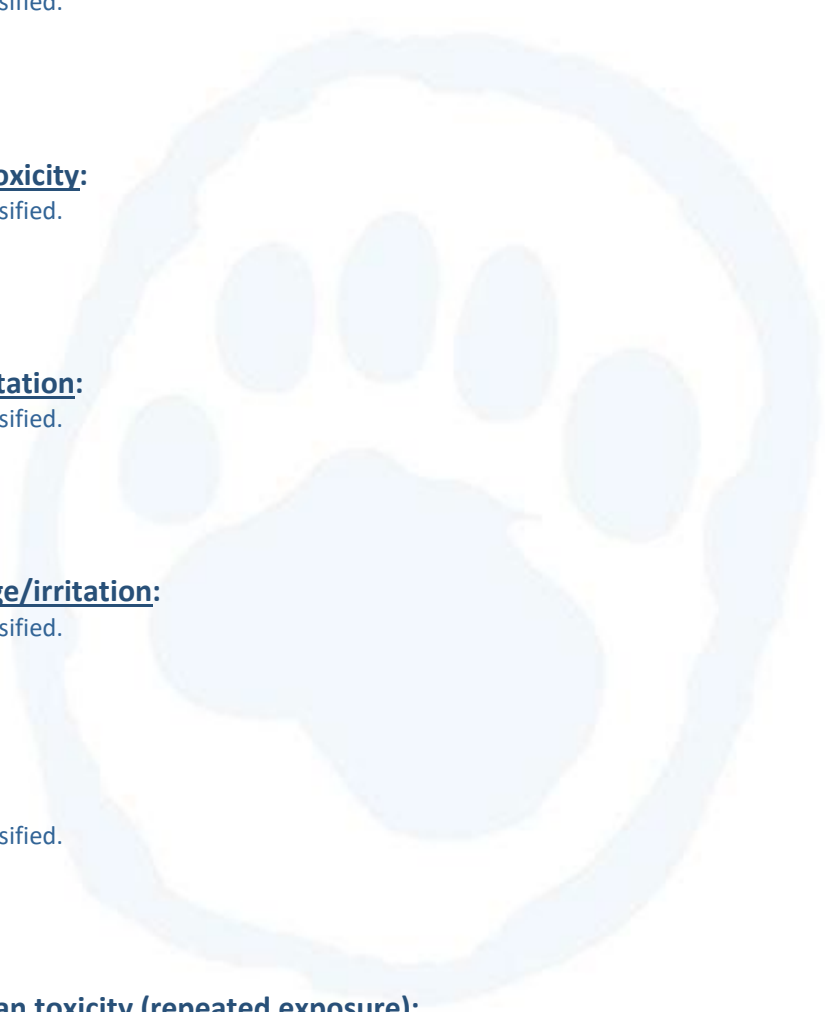 sified.
oxicity:
sified.
tation:
sified.
ge/irritation:
sified.
sified.
an toxicity (repeated exposure):